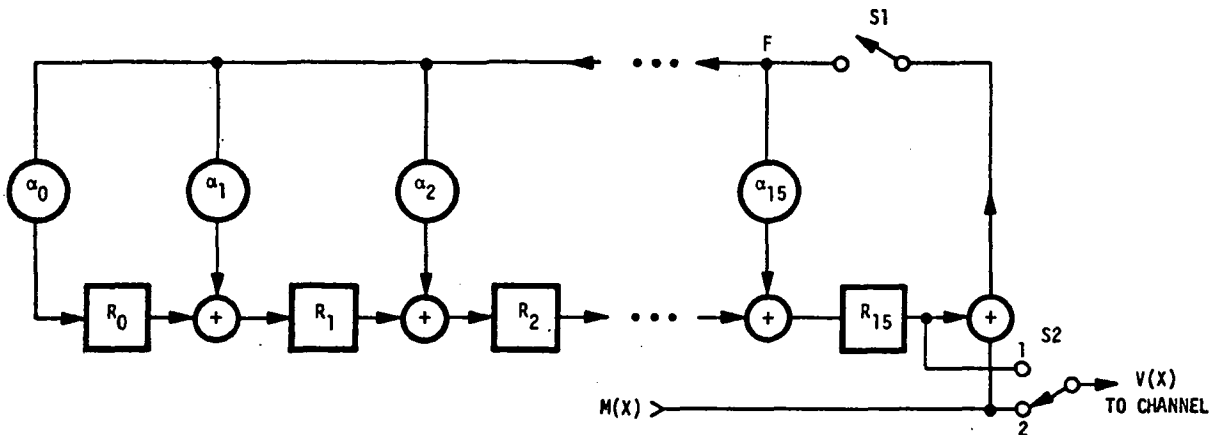 S1
F
α0 α1 α2 α15
R0 + R1 + R2 + R15 +
S2
1
V(X)
M(X)
TO CHANNEL
2